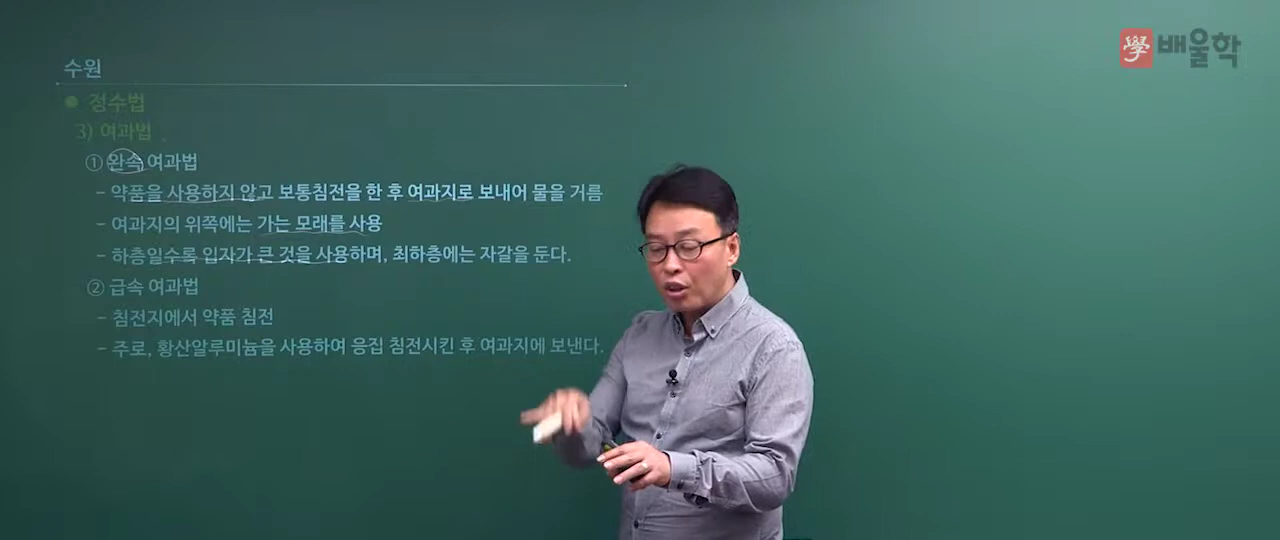 學 배울학
수원
● 정수법
3) 여과법
① 완속 여과법
- 약품을 사용하지 않고 보통침전을 한 후 여과지로 보내어 물을 거름
- 여과지의 위쪽에는 가는 모래를 사용
- 하층일수록 입자가 큰 것을 사용하며, 최하층에는 자갈을 둔다.
② 급속 여과법
- 침전지에서 약품 침전
- 주로, 황산알루미늄을 사용하여 응집 침전시킨 후 여과지에 보낸다.